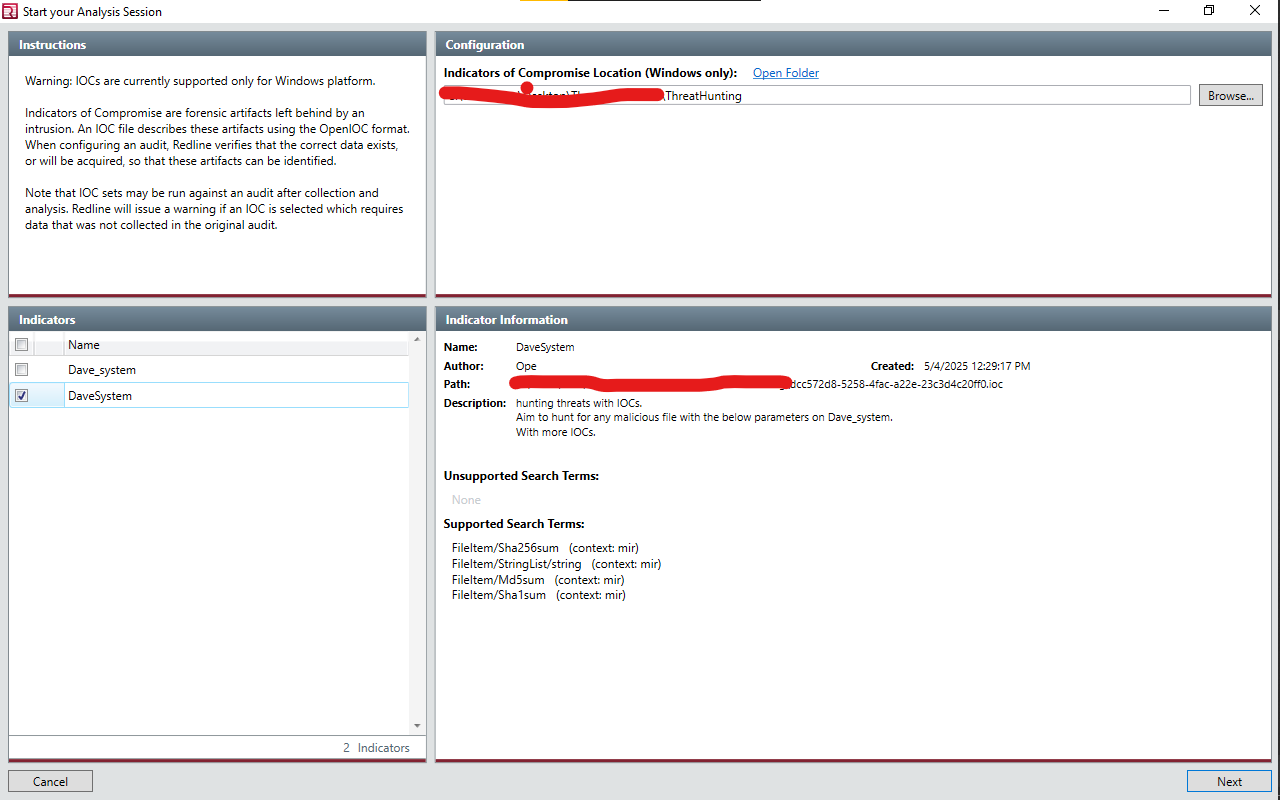 Start your Analysis Session
Instructions
Warning: IOCs are currently supported only for Windows platform.
Indicators of Compromise are forensic artifacts left behind by an
intrusion. An IOC file describes these artifacts using the OpenIOC format.
When configuring an audit, Redline verifies that the correct data exists,
or will be acquired, so that these artifacts can be identified.
Note that IOC sets may be run against an audit after collection and
analysis. Redline will issue a warning if an IOC is selected which requires
data that was not collected in the original audit.
Configuration
Indicators of Compromise Location (Windows only): Open Folder
\ThreatHunting
Browse...
Indicators
Name
Dave_system
DaveSystem
2 Indicators
Indicator Information
Name: DaveSystem
Author: Ope Created: 5/4/2025 12:29:17 PM
Path: dcc572d8-5258-4fac-a22e-23c3d4c20ff0.ioc
Description: hunting threats with IOCs.
Aim to hunt for any malicious file with the below parameters on Dave_system.
With more IOCs.
Unsupported Search Terms:
None
Supported Search Terms:
FileItem/Sha256sum (context: mir)
FileItem/StringList/string (context: mir)
FileItem/Md5sum (context: mir)
FileItem/Sha1sum (context: mir)
Cancel
Next